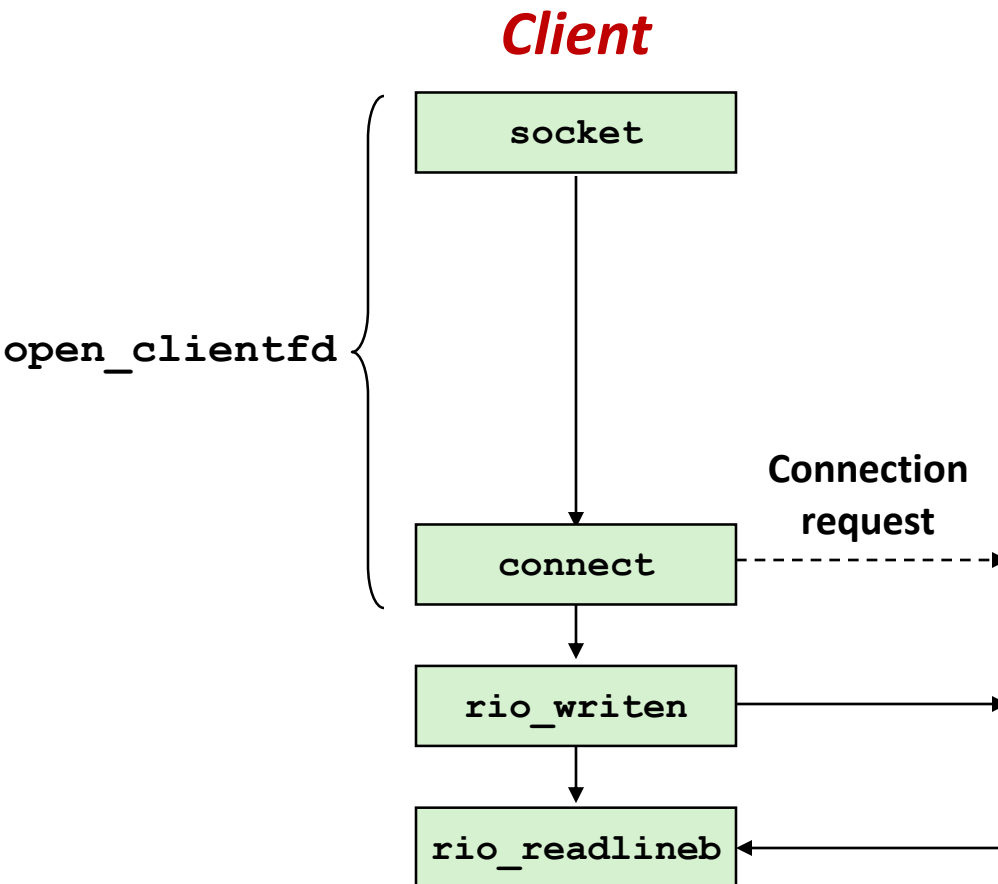 Client
socket
open_clientfd
Connection
request
connect
rio_writen
rio_readlineb